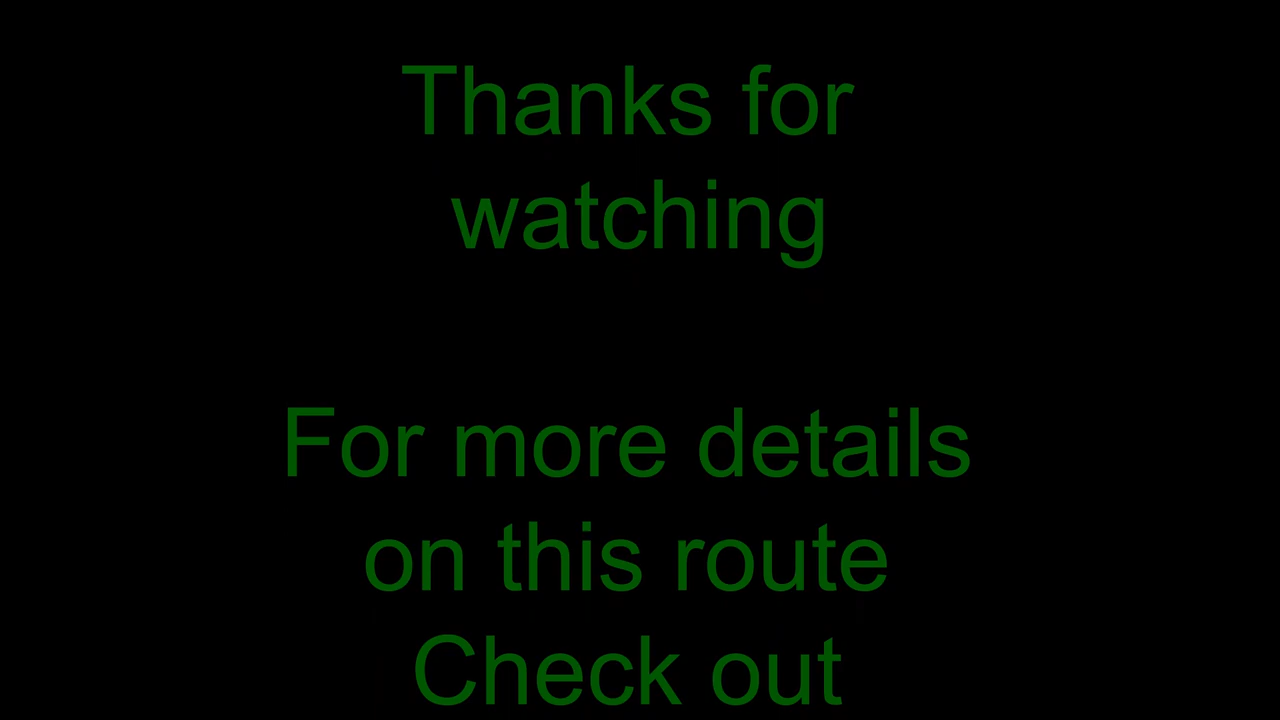 Thanks for
watching
For more details
on this route
Check out